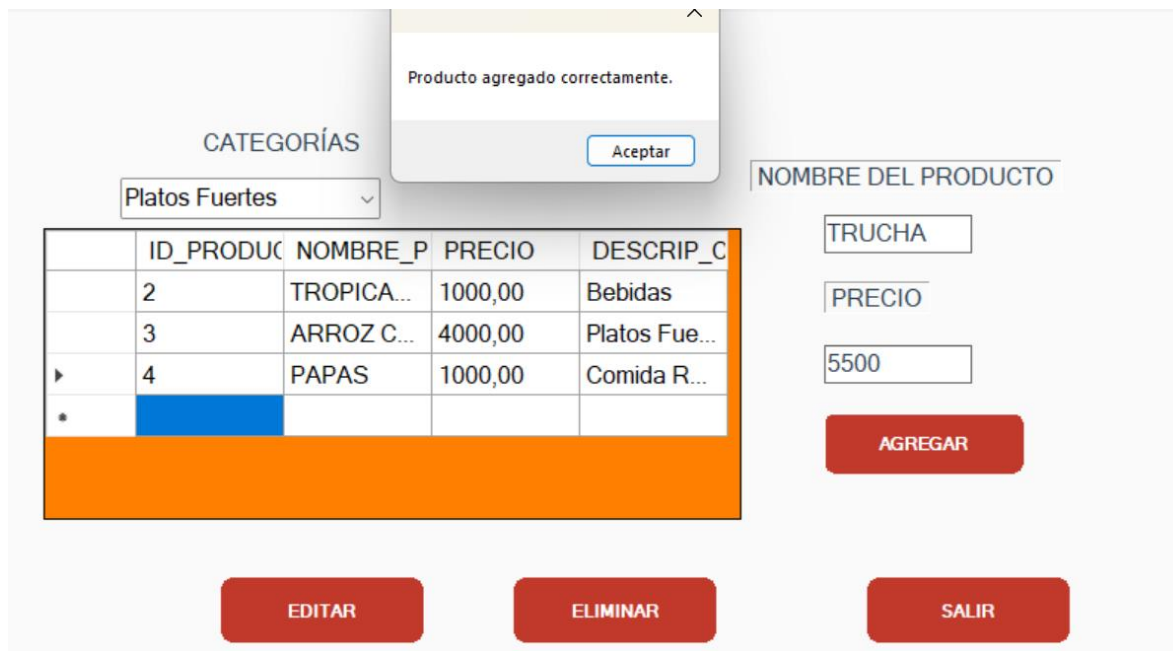 Producto agregado correctamente.
Aceptar
CATEGORÍAS
Platos Fuertes
NOMBRE DEL PRODUCTO
TRUCHA
PRECIO
5500
AGREGAR
ID_PRODUC NOMBRE_P PRECIO DESCRIP_C
2 TROPICA... 1000,00 Bebidas
3 ARROZ C... 4000,00 Platos Fue...
4 PAPAS 1000,00 Comida R...
EDITAR ELIMINAR SALIR